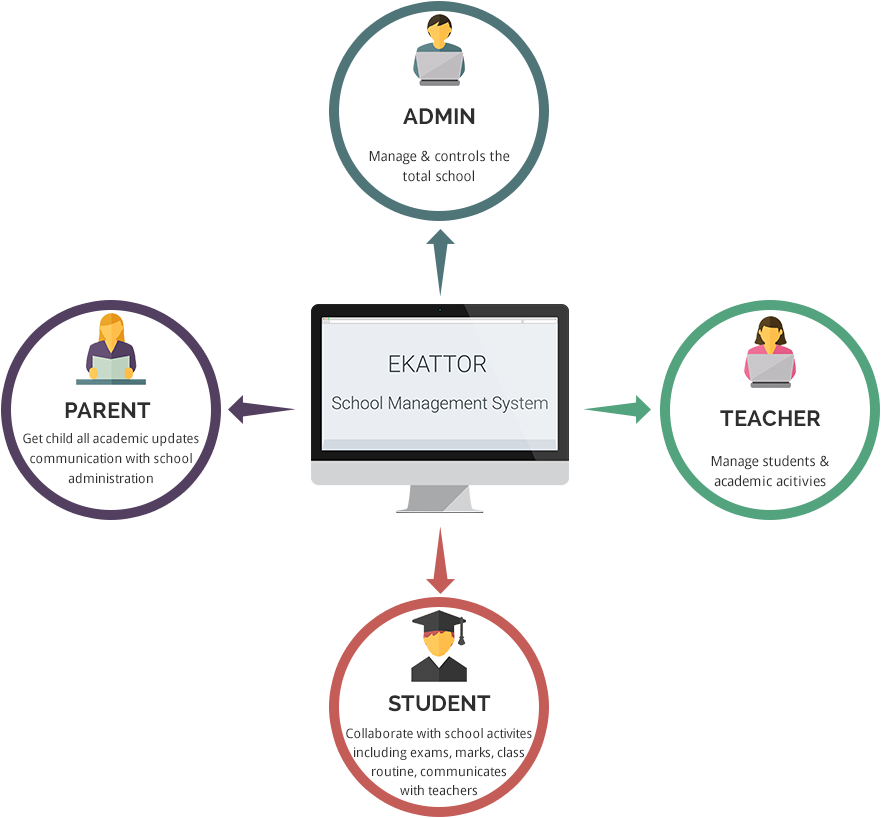 ADMIN
Manage & controls the
total school
EKATTOR
School Management System
PARENT
Get child all academic updates
communication with school
administration
TEACHER
Manage students &
academic acitivies
STUDENT
Collaborate with school activites
including exams, marks, class
routine, communicates
with teachers